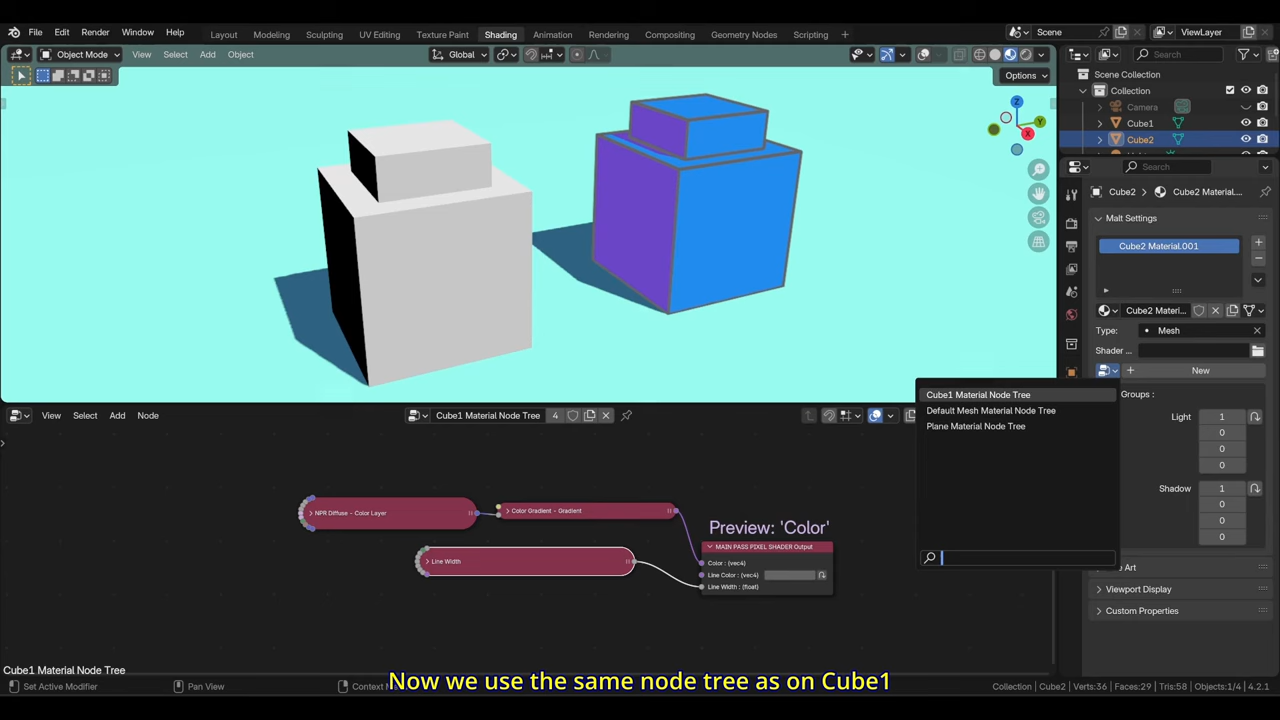 File Edit Render Window Help Layout Modeling Sculpting UV Editing Texture Paint Shading Animation Rendering Compositing Geometry Nodes Scripting + Scene ViewLayer
Object Mode View Select Add Object Global Search
Options Scene Collection
Collection
Camera
Cube1
Cube2
Search
Cube2 Cube2 Material....
Malt Settings
Cube2 Material.001
Cube2 Materi...
Type: Mesh
Shader ...
New
Groups :
Light 1
0
0
0
Shadow 1
0
0
0
Cube1 Material Node Tree
Default Mesh Material Node Tree
Plane Material Node Tree
View Select Add Node Cube1 Material Node Tree 4
NPR Diffuse - Color Layer
Color Gradient - Gradient
Line Width
Preview: 'Color'
MAIN PASS PIXEL SHADER Output
Color : (vec4)
Line Color : (vec4)
Line Width : (float)
Line Art
Viewport Display
Custom Properties
Cube1 Material Node Tree
Now we use the same node tree as on Cube1
Set Active Modifier Pan View Context M Collection | Cube2 | Verts:36 | Faces:29 | Tris:58 | Objects:1/4 | 4.2.1
X Y Z